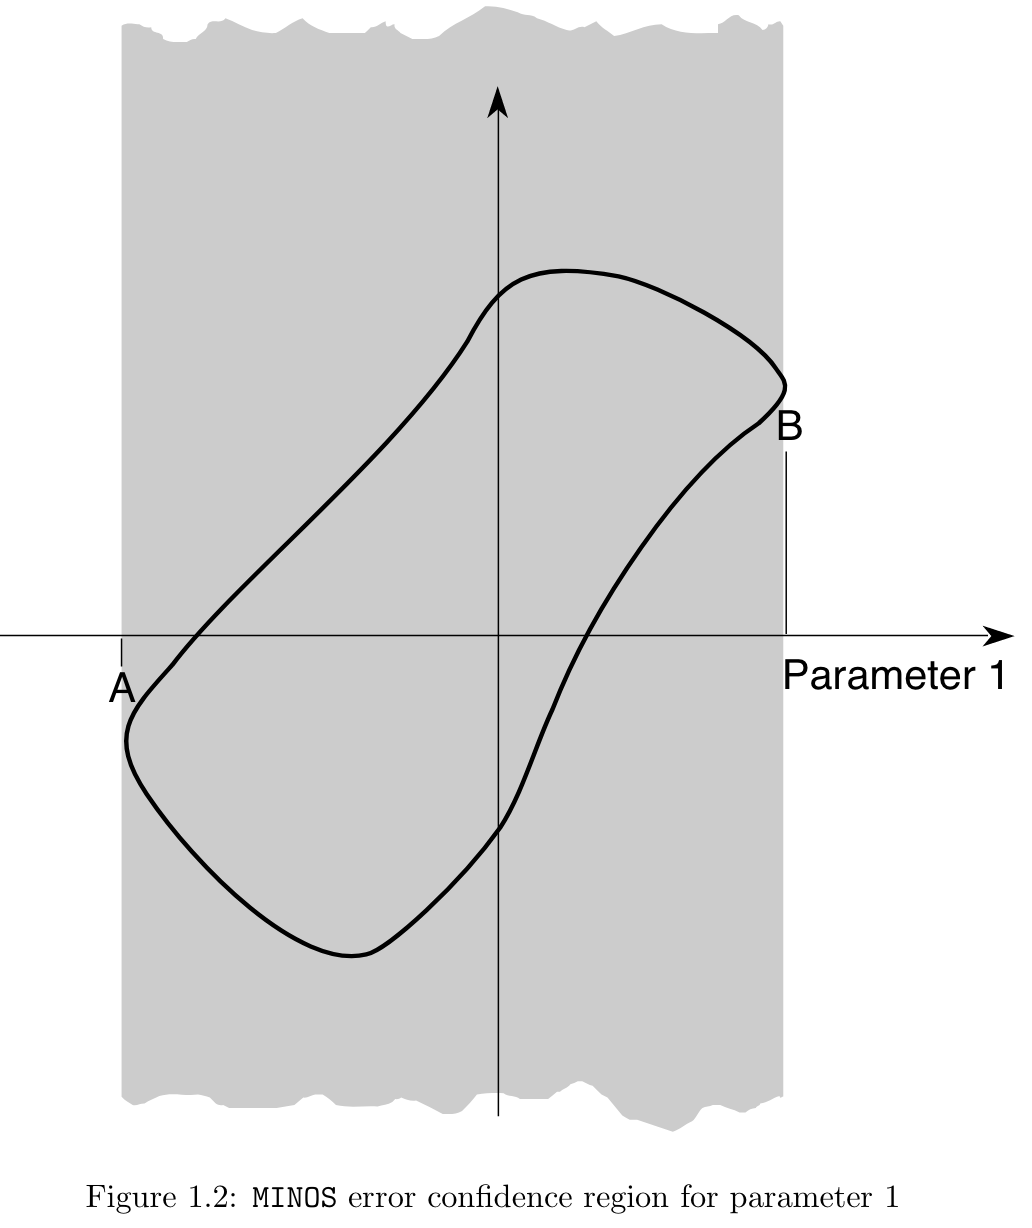 B
Parameter 1
A
Figure 1.2: MINOS error confidence region for parameter 1